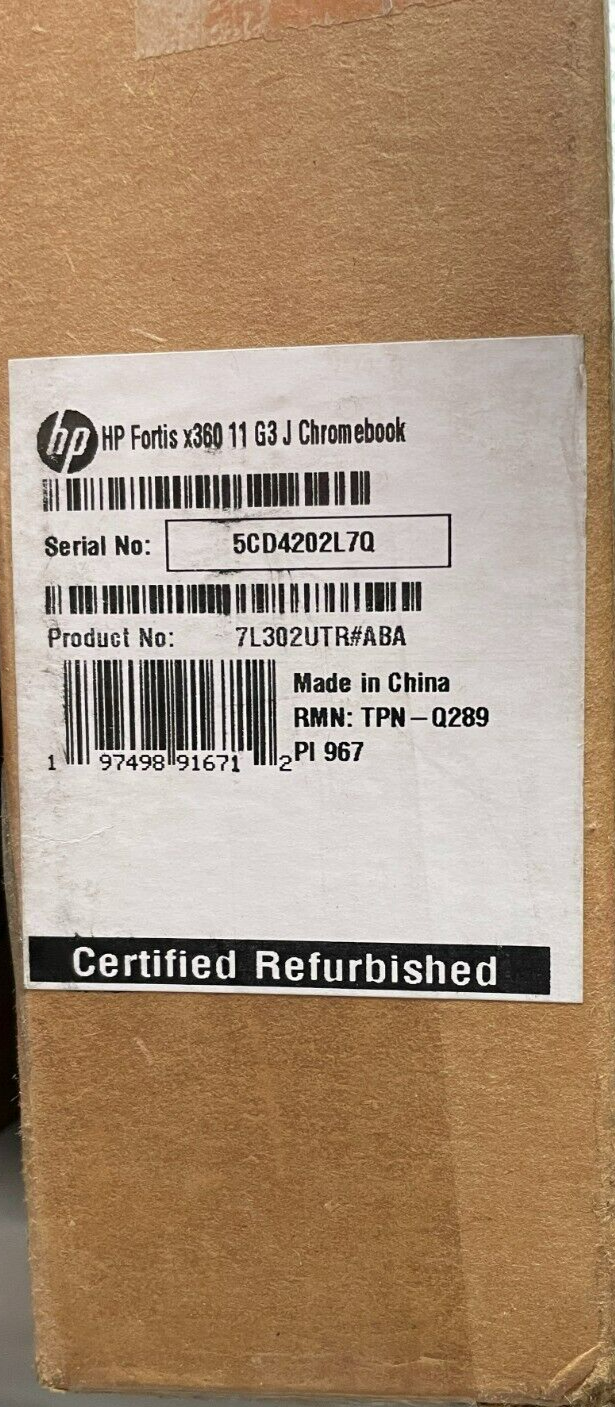 hp HP Fortis x360 11 G3 J Chromebook
Serial No: 5CD4202L7Q
Product No: 7L302UTR#ABA
Made in China
RMN: TPN-Q289
PI 967
1 97498 91671 2
Certified Refurbished